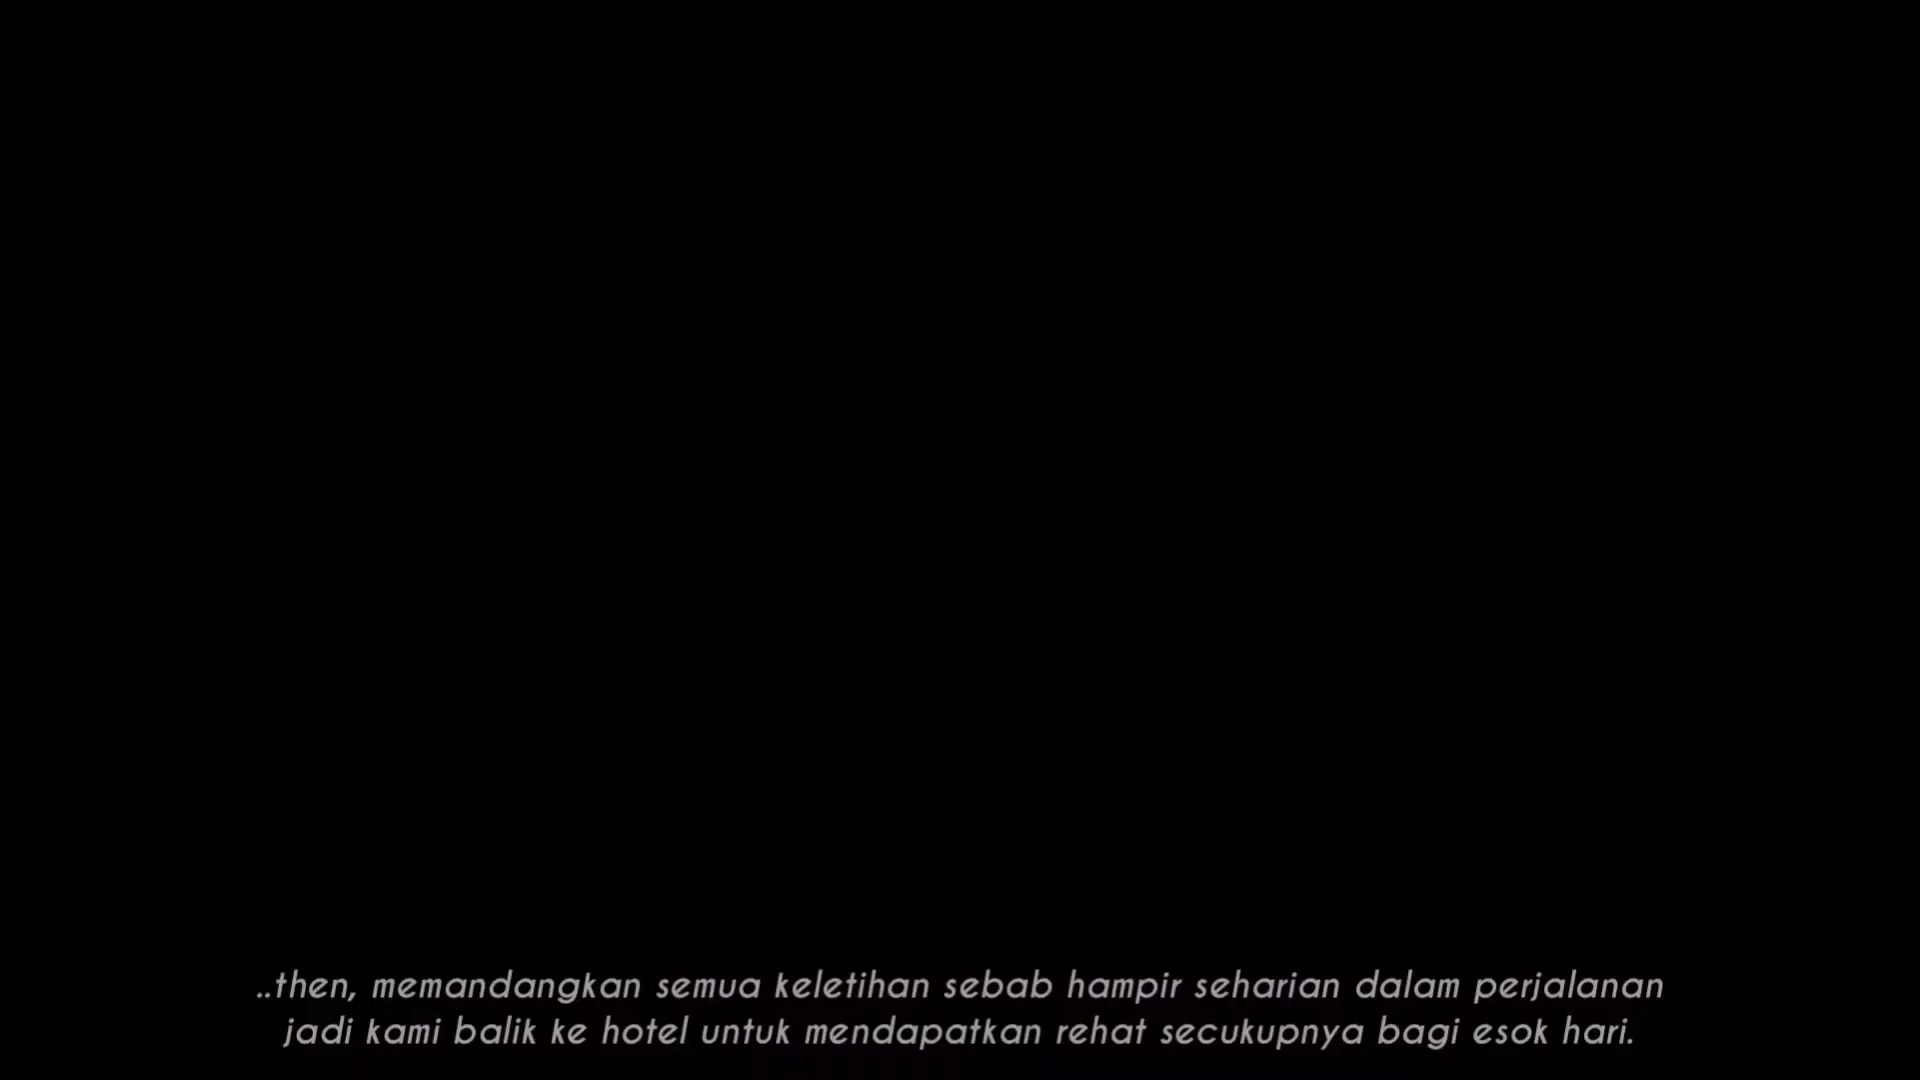 ..then, memandangkan semua keletihan sebab hampir seharian dalam perjalanan
jadi kami balik ke hotel untuk mendapatkan rehat secukupnya bagi esok hari.